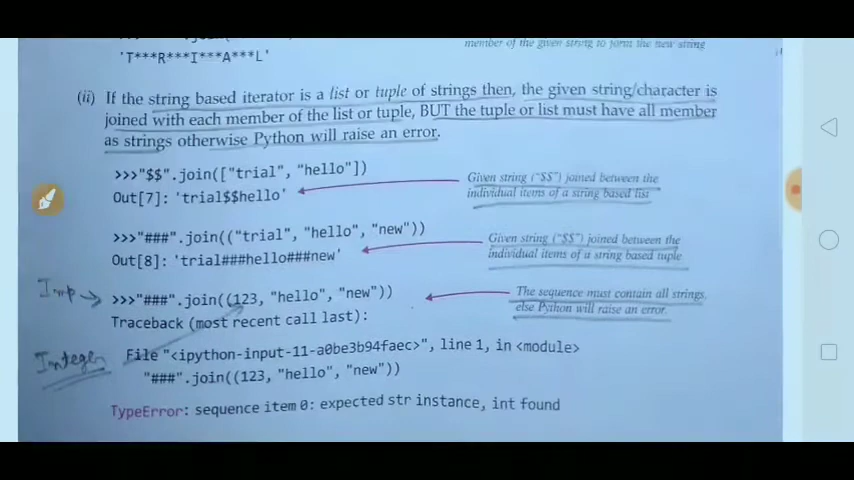 member of the given string to form the new string
'T***R***I***A***L'
(ii) If the string based iterator is a list or tuple of strings then, the given string/character is
joined with each member of the list or tuple, BUT the tuple or list must have all member
as strings otherwise Python will raise an error.
>>>"$$".join(["trial", "hello"])
Given string ("$$") joined between the
Out[7]: 'trial$$hello'
individual items of a string based list
>>>"###".join(("trial", "hello", "new"))
Given string ("$$") joined between the
Out[8]: 'trial###hello###new'
individual items of a string based tuple
Imp
>>>"###".join((123, "hello", "new"))
The sequence must contain all strings,
else Python will raise an error.
Traceback (most recent call last):
Integer
File "<ipython-input-11-a0be3b94faec>", line 1, in <module>
"###".join((123, "hello", "new"))
TypeError: sequence item 0: expected str instance, int found